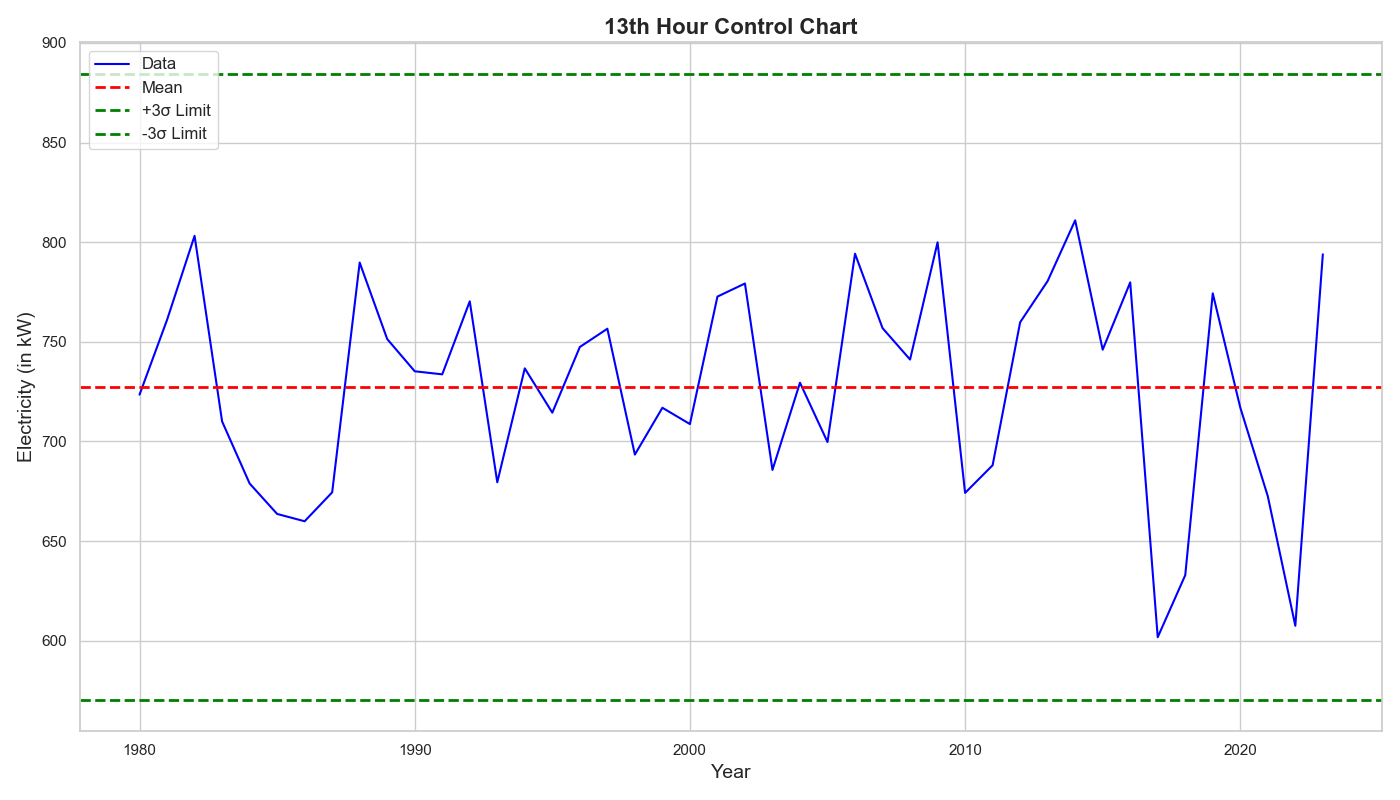 13th Hour Control Chart
Data
Mean
+3σ Limit
-3σ Limit
Electricity (in kW)
900
850
800
750
700
650
600
1980
1990
2000
2010
2020
Year